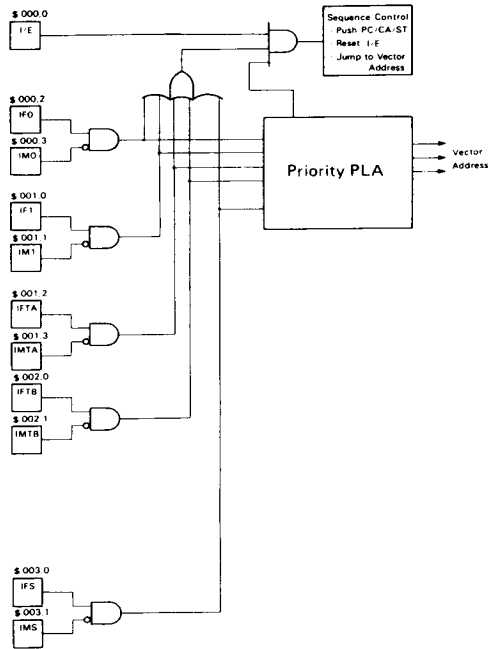 $ 000,0
I/E
Sequence Control
· Push PC/CA/ST
· Reset I/E
· Jump to Vector
Address
$ 000,2
IF0
$ 000,3
IM0
Priority PLA
Vector
Address
$ 001,0
IF1
$ 001,1
IM1
$ 001,2
IFTA
$ 001,3
IMTA
$ 002,0
IFTB
$ 002,1
IMTB
$ 003,0
IFS
$ 003,1
IMS